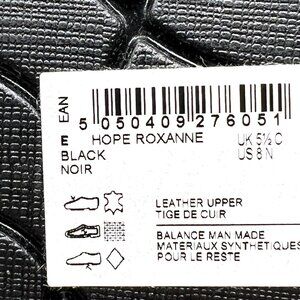 EAN
5 050409 276051
E HOPE ROXANNE UK 5½ C
BLACK US 8 N
NOIR
LEATHER UPPER
TIGE DE CUIR
BALANCE MAN MADE
MATERIAUX SYNTHETIQUES
POUR LE RESTE